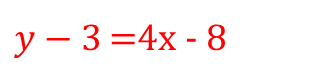 y − 3 =4x - 8